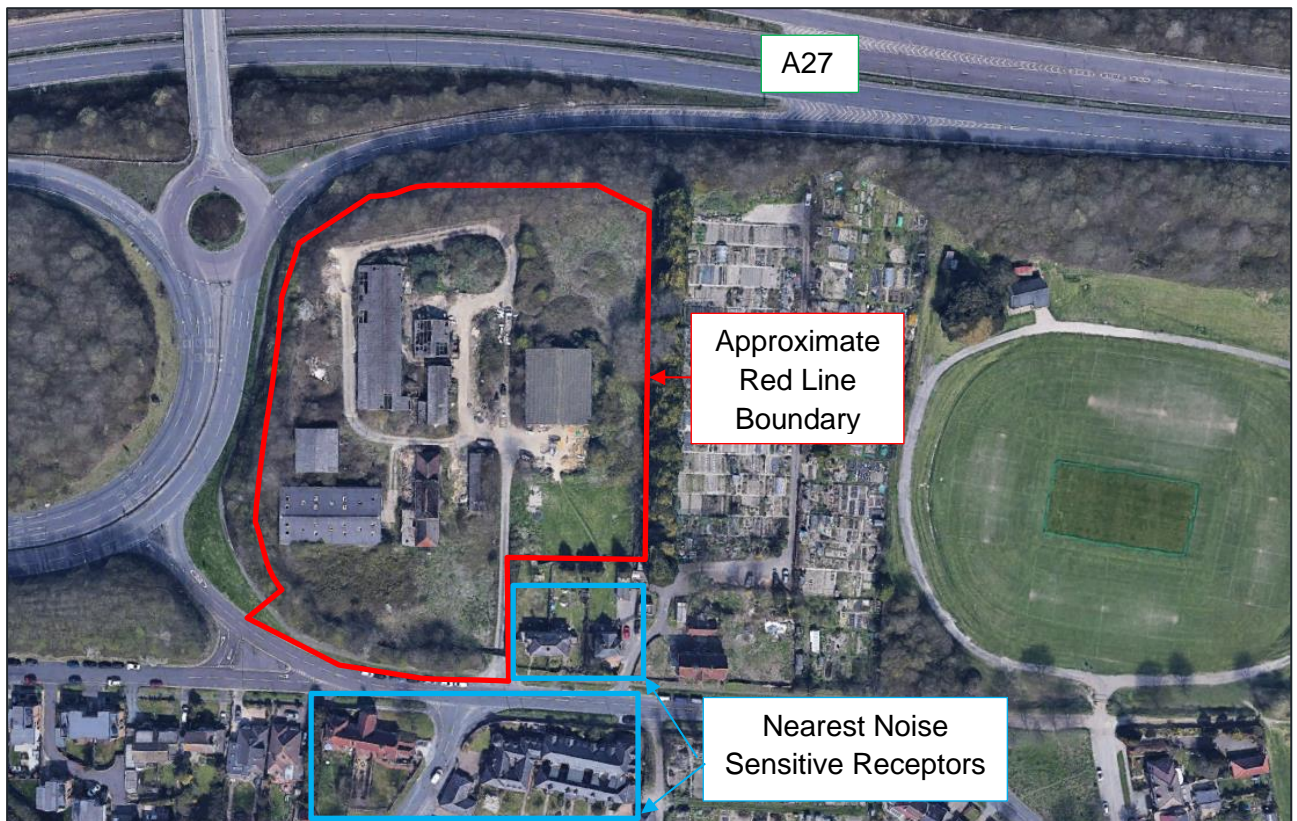 A27
Approximate
Red Line
Boundary
Nearest Noise
Sensitive Receptors